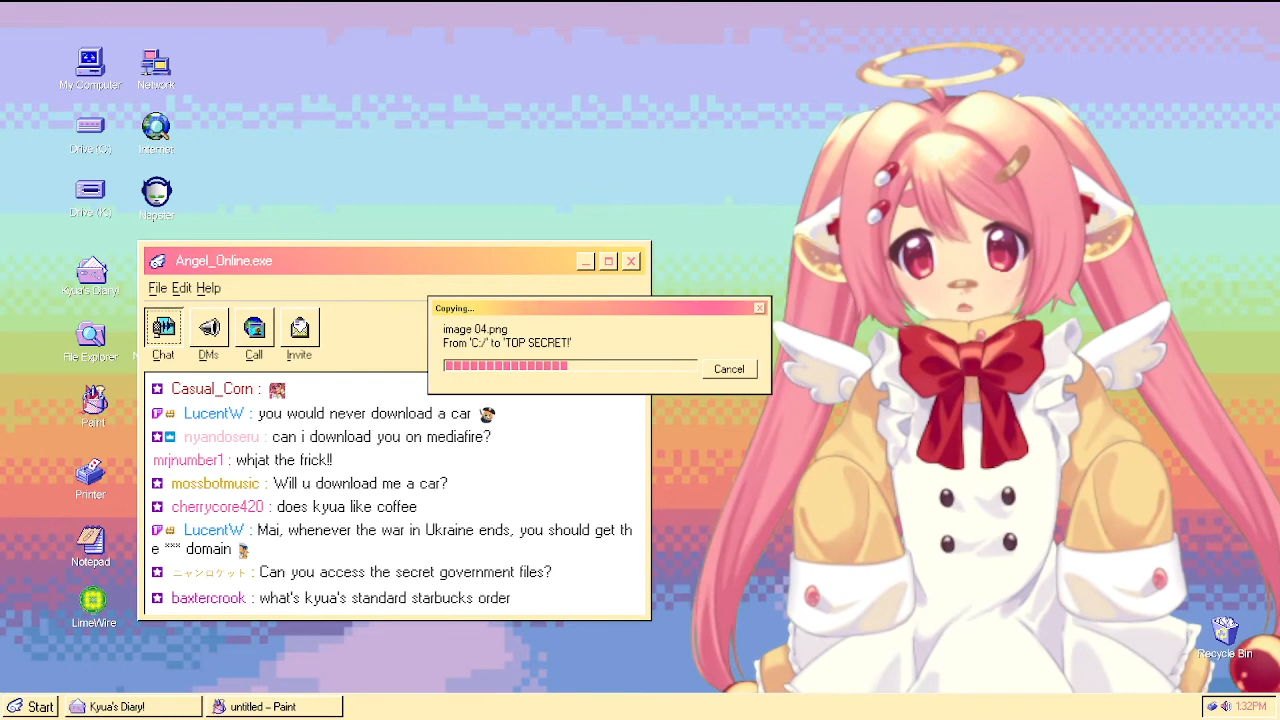 My Computer
Network
Drive (C)
Internet
Drive (K)
Napster
Kyua's Diary!
File Explorer
Paint
Printer
Notepad
LimeWire
Angel_Online.exe
File Edit Help
Chat
DMs
Call
Invite
Copying...
image 04.png
From 'C:/' to 'TOP SECRET!'
Cancel
Casual_Corn :
LucentW : you would never download a car
nyandoseru : can i download you on mediafire?
mrjnumber1 : whjat the frick!!
mossbotmusic : Will u download me a car?
cherrycore420 : does kyua like coffee
LucentW : Mai, whenever the war in Ukraine ends, you should get th
e *** domain
ニャンロケット : Can you access the secret government files?
baxtercrook : what's kyua's standard starbucks order
Recycle Bin
Start
Kyua's Diary!
untitled - Paint
1:32PM